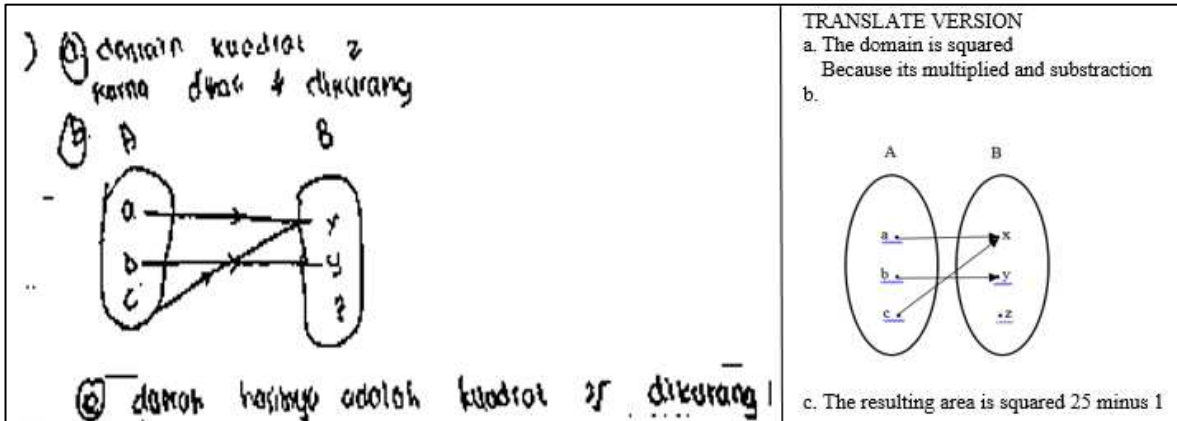 ) a) domain kuadrat 2
karna dikali & dikurang
b. A B
a x
b y
c z
c) daerah hasilnya adalah kuadrat 25 dikurang 1
TRANSLATE VERSION
a. The domain is squared
Because its multiplied and substraction
b.
A B
a x
b y
c z
c. The resulting area is squared 25 minus 1